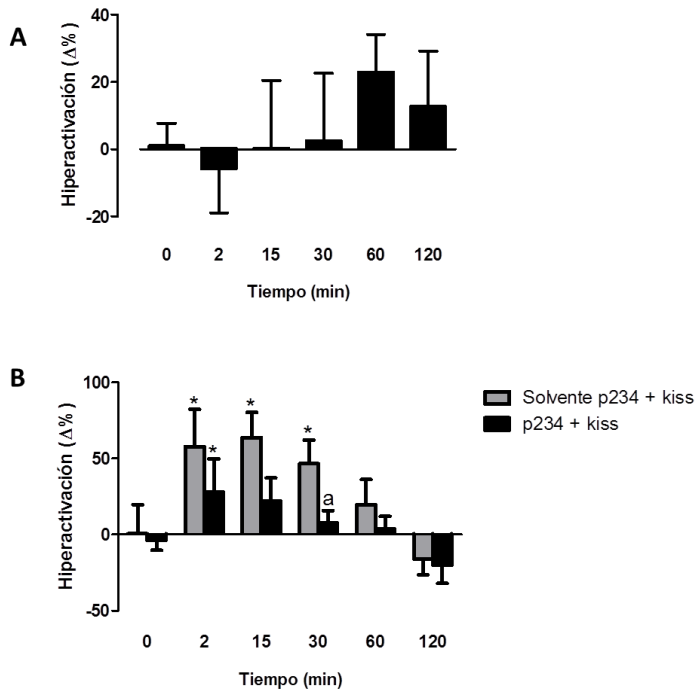 A
Hiperactivación (Δ%)
40
20
0
-20
0 2 15 30 60 120
Tiempo (min)
B
Hiperactivación (Δ%)
100
50
0
-50
* * * * a
Solvente p234 + kiss
p234 + kiss
0 2 15 30 60 120
Tiempo (min)